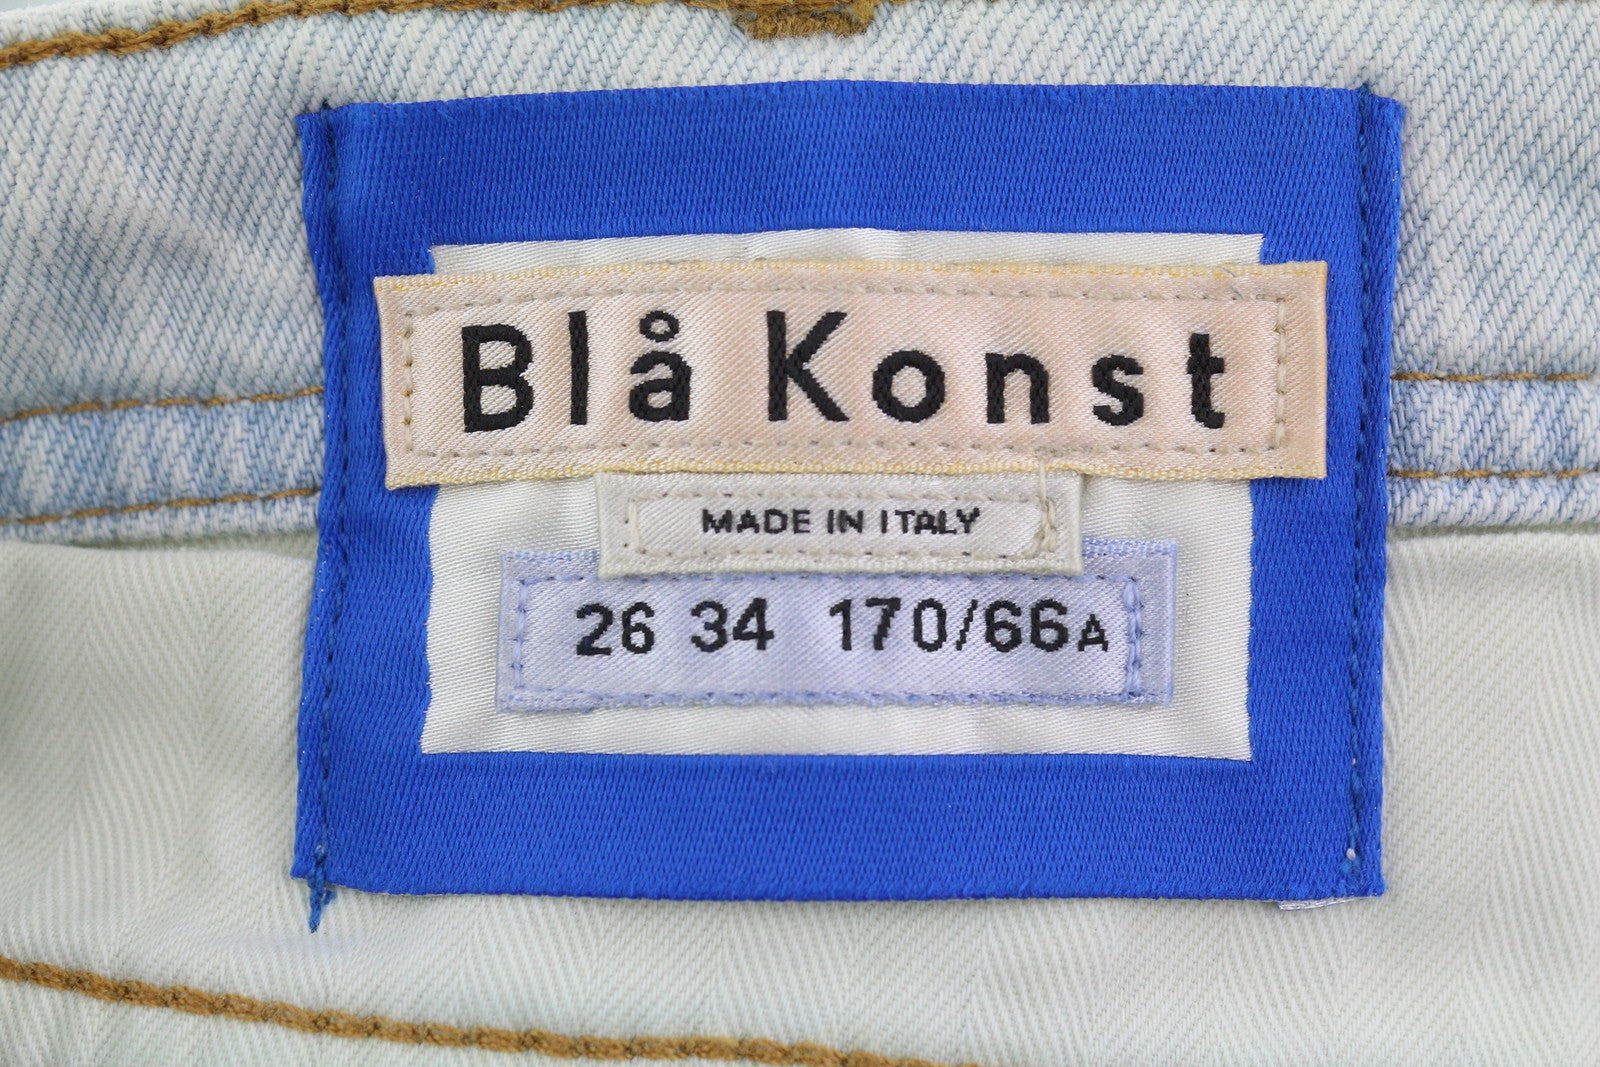 Blå Konst
MADE IN ITALY
26 34 170/66A